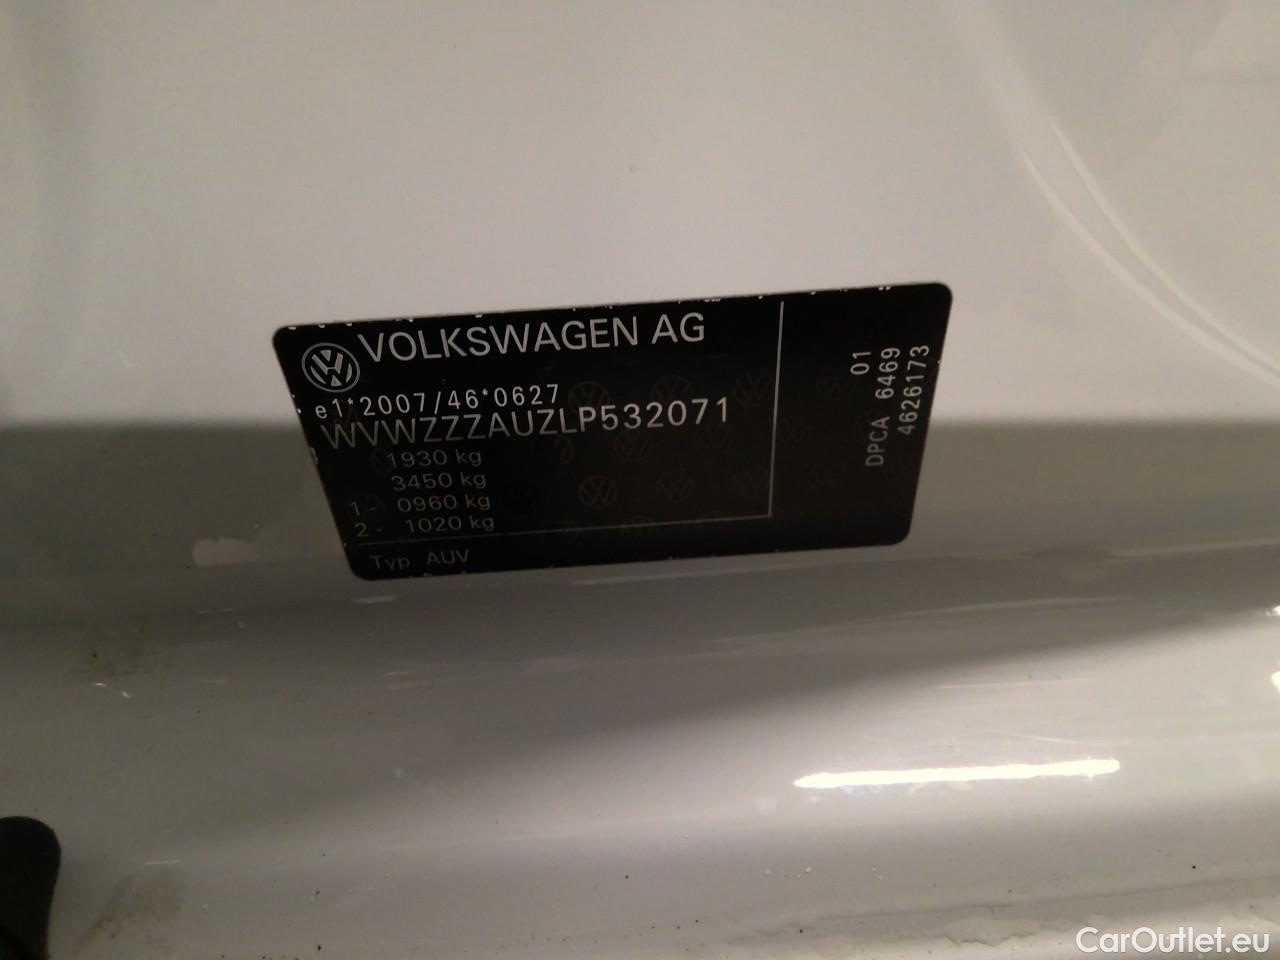 VOLKSWAGEN AG
e1*2007/46*0627
WVWZZZAUZLP532071
1930 kg
3450 kg
1 - 0960 kg
2 - 1020 kg
Typ AUV
01
DPCA 6469
4626173
CarOutlet.eu